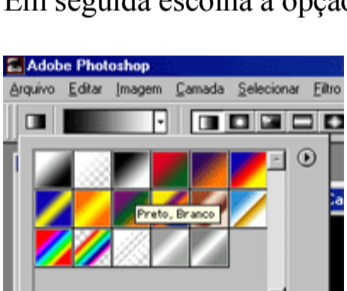 Em seguida escolha a opção
Adobe Photoshop
Arquivo Editar Imagem Camada Selecionar Filtro
Preto, Branco